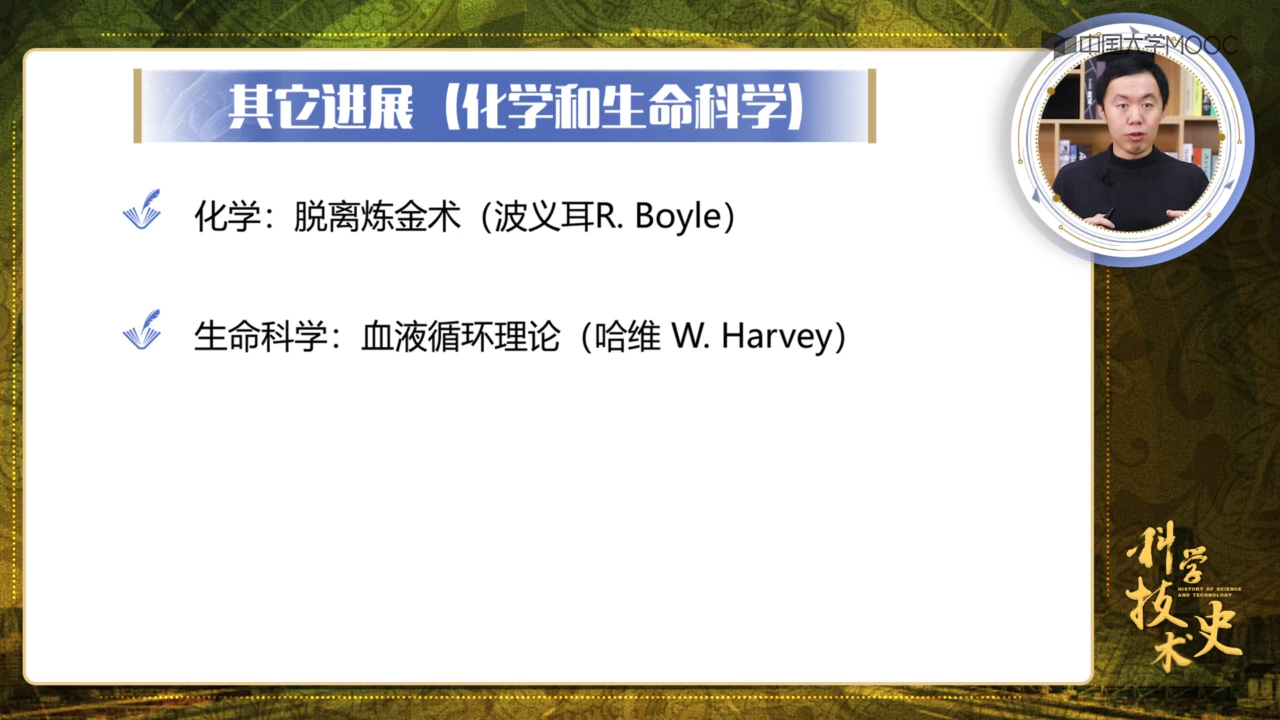 中国大学MOOC
其它进展（化学和生命科学）
化学：脱离炼金术（波义耳R. Boyle）
生命科学：血液循环理论（哈维 W. Harvey）
科学
技术史
HISTORY OF SCIENCE
AND TECHNOLOGY